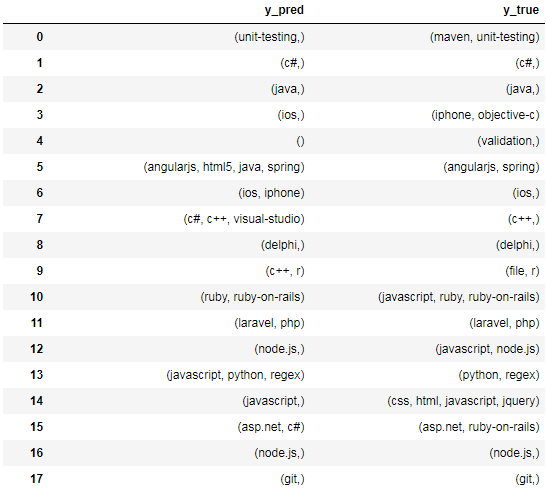 y_pred y_true
0 (unit-testing,) (maven, unit-testing)
1 (c#,) (c#,)
2 (java,) (java,)
3 (ios,) (iphone, objective-c)
4 () (validation,)
5 (angularjs, html5, java, spring) (angularjs, spring)
6 (ios, iphone) (ios,)
7 (c#, c++, visual-studio) (c++,)
8 (delphi,) (delphi,)
9 (c++, r) (file, r)
10 (ruby, ruby-on-rails) (javascript, ruby, ruby-on-rails)
11 (laravel, php) (laravel, php)
12 (node.js,) (javascript, node.js)
13 (javascript, python, regex) (python, regex)
14 (javascript,) (css, html, javascript, jquery)
15 (asp.net, c#) (asp.net, ruby-on-rails)
16 (node.js,) (node.js,)
17 (git,) (git,)